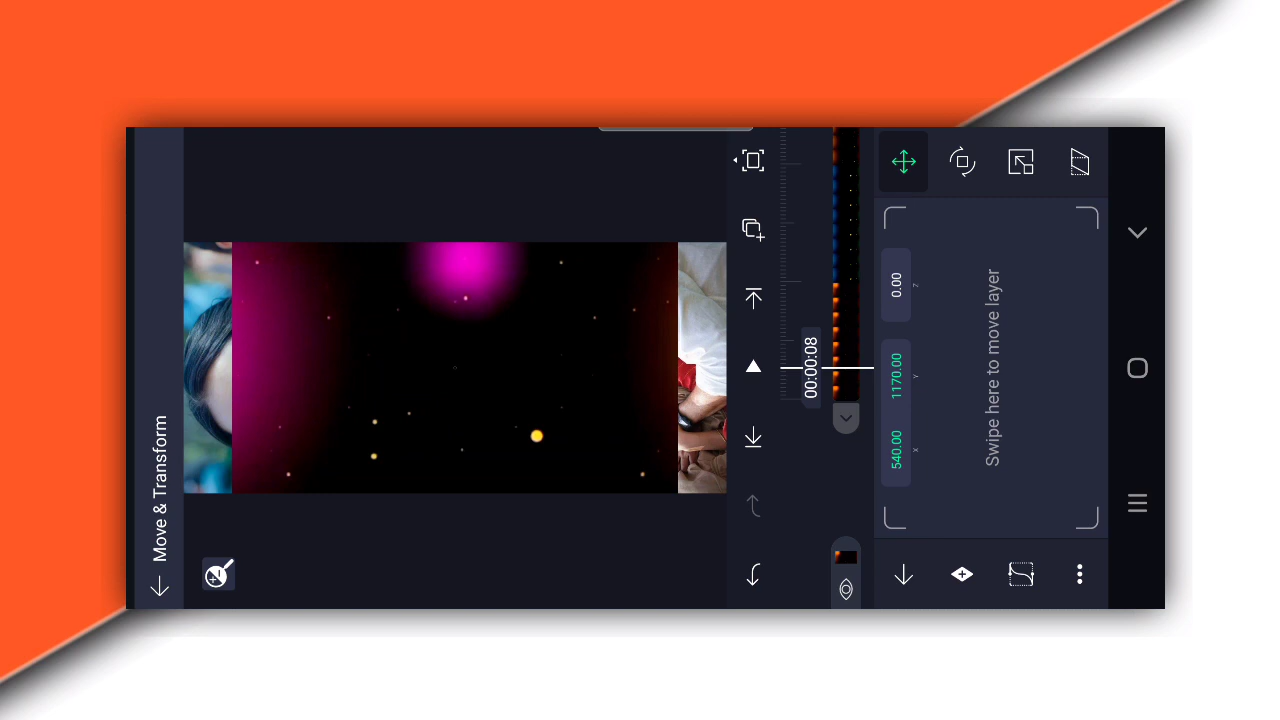 Move & Transform
00:00:08
540.00 1170.00 0.00
X Y Z
Swipe here to move layer